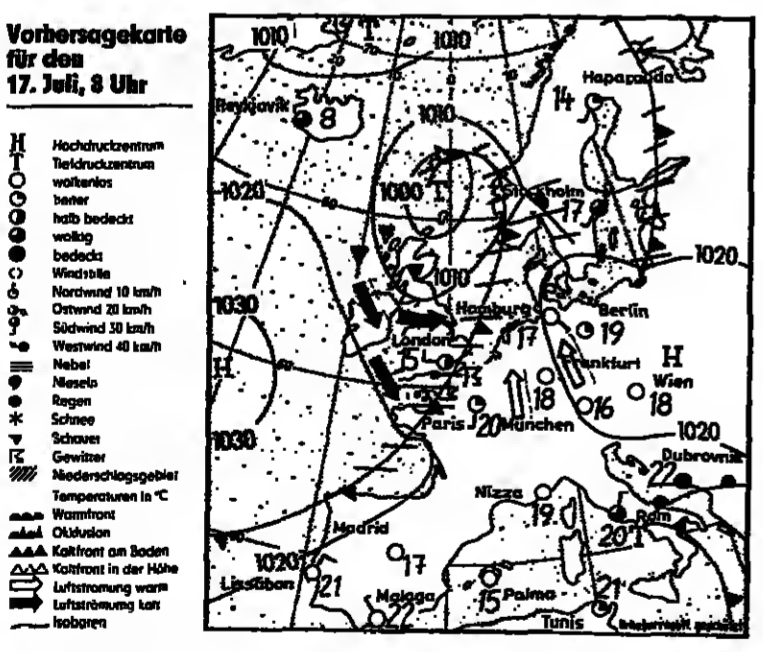 Vorhersagekarte
für den
17. Juli, 8 Uhr
H Hochdruckzentrum
T Tiefdruckzentrum
wolkenlos
heiter
halb bedeckt
wolkig
bedeckt
Windstille
Nordwind 10 km/h
Ostwind 20 km/h
Südwind 30 km/h
Westwind 40 km/h
Nebel
Nieseln
Regen
Schnee
Schauer
Gewitter
Niederschlagsgebiet
Temperaturen in °C
Warmfront
Okklusion
Kaltfront am Boden
Kaltfront in der Höhe
Luftströmung warm
Luftströmung kalt
Isobaren
1010
T
1010
Haparanda
14
Reykjavik
8
1010
1020
1000 T
Stockholm
17
1020
1010
1030
Hamburg
17
Berlin
19
London
15
Frankfurt
H
H
Wien
18
18
16
Paris
20
München
1030
1020
Dubrovnik
22
Nizza
19
Rom
20
T
Madrid
17
1020
Lissabon
21
Palma
15
Malaga
22
Tunis
21